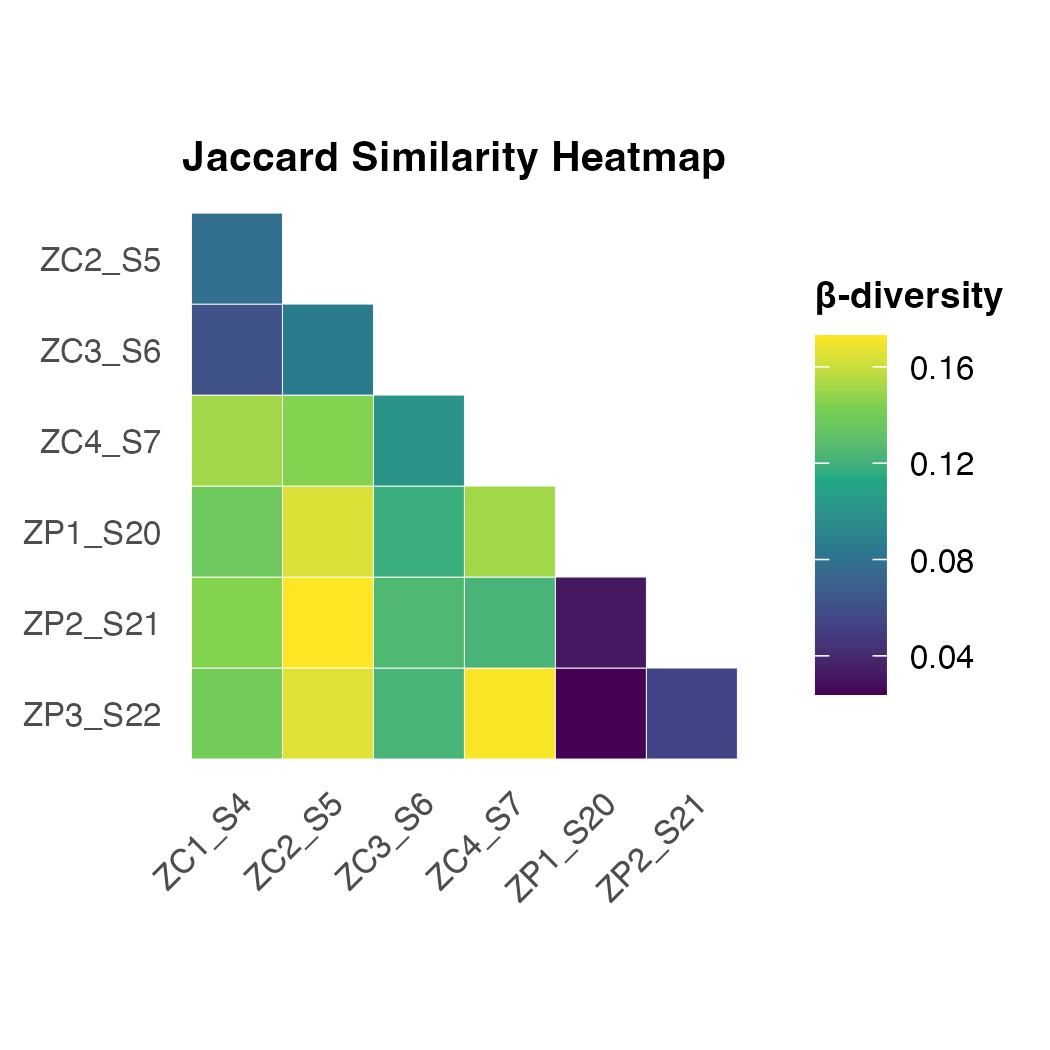 Jaccard Similarity Heatmap
ZC2_S5
ZC3_S6
ZC4_S7
ZP1_S20
ZP2_S21
ZP3_S22
ZC1_S4
ZC2_S5
ZC3_S6
ZC4_S7
ZP1_S20
ZP2_S21
β-diversity
0.16
0.12
0.08
0.04